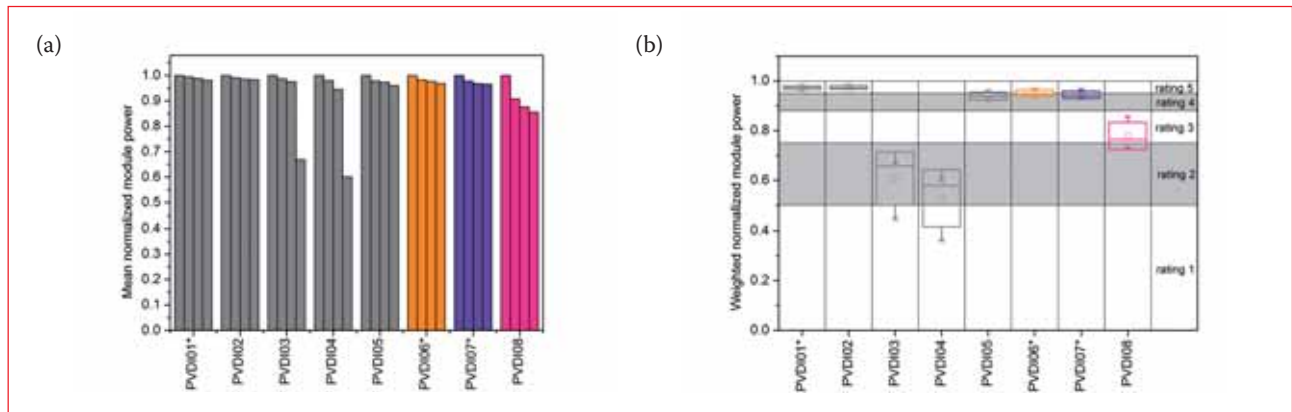 (a)
Mean normalized module power
1.0
0.9
0.8
0.7
0.6
0.5
0.4
0.3
0.2
0.1
0.0
PVDI01*
PVDI02
PVDI03
PVDI04
PVDI05
PVDI06*
PVDI07*
PVDI08
(b)
Weighted normalized module power
1.0
0.8
0.6
0.4
0.2
0.0
rating 5
rating 4
rating 3
rating 2
rating 1
PVDI01*
PVDI02
PVDI03
PVDI04
PVDI05
PVDI06*
PVDI07*
PVDI08